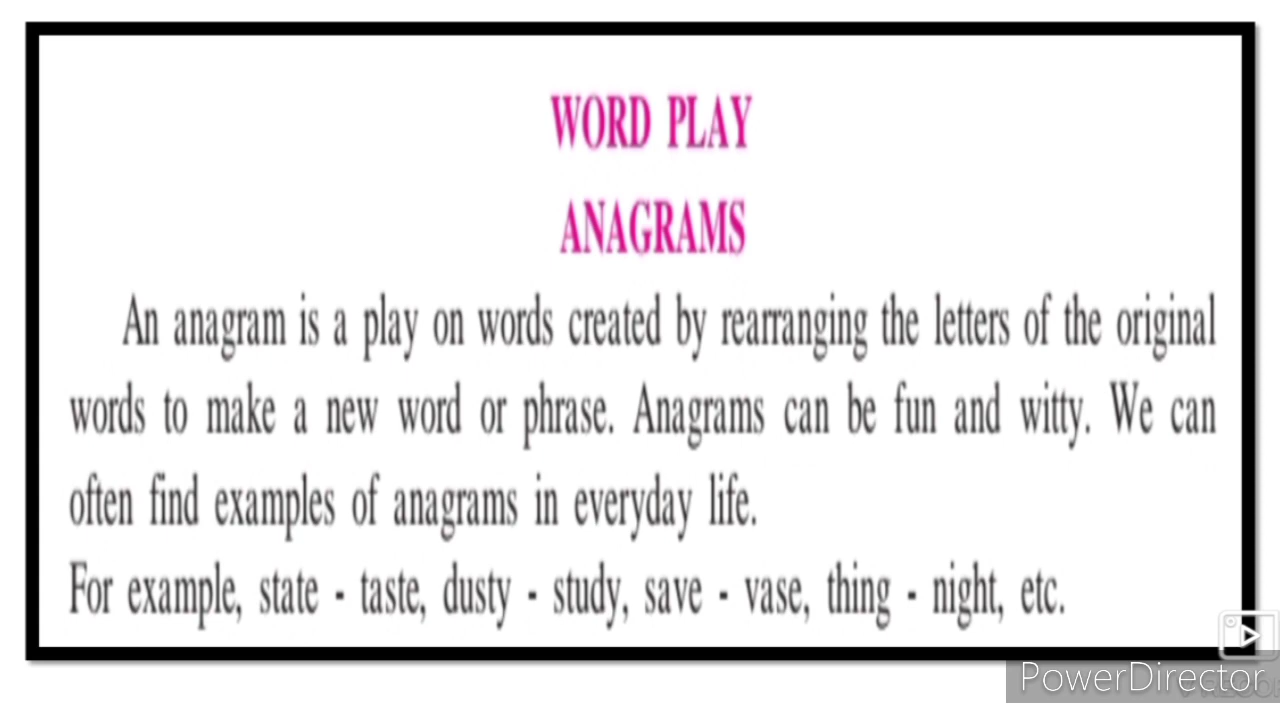 WORD PLAY
ANAGRAMS
An anagram is a play on words created by rearranging the letters of the original
words to make a new word or phrase. Anagrams can be fun and witty. We can
often find examples of anagrams in everyday life.
For example, state - taste, dusty - study, save - vase, thing - night, etc.
PowerDirector